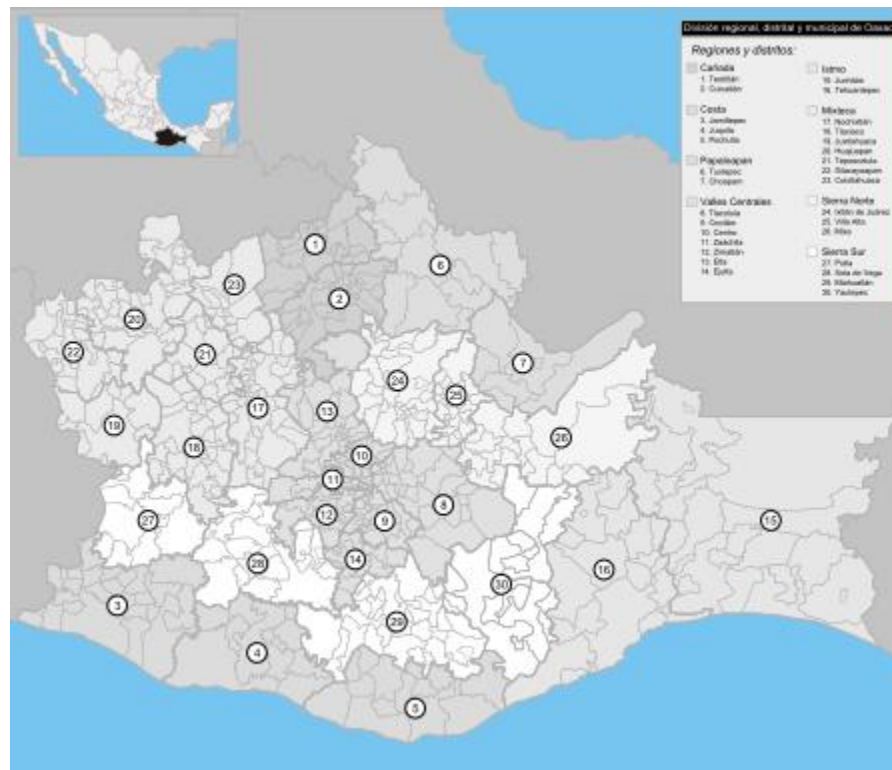 División regional, distrital y municipal de Oaxac
Regiones y distritos:
Cañada
1. Teotitlán
2. Cuicatlán
Costa
3. Jamiltepec
4. Juquila
5. Pochutla
Papaloapan
6. Tuxtepec
7. Choapam
Valles Centrales
8. Tlacolula
9. Ocotlán
10. Centro
11. Zaachila
12. Zimatlán
13. Etla
14. Ejutla
Istmo
15. Juchitán
16. Tehuantepec
Mixteca
17. Nochixtlán
18. Tlaxiaco
19. Juxtlahuaca
20. Huajuapan
21. Teposcolula
22. Silacayoapam
23. Coixtlahuaca
Sierra Norte
24. Ixtlán de Juárez
25. Villa Alta
26. Mixe
Sierra Sur
27. Putla
28. Sola de Vega
29. Miahuatlán
30. Yautepec
1
6
23
2
20
22
21
7
24
25
17
13
19
18
10
26
11
8
12
9
27
15
14
28
16
30
3
29
4
5